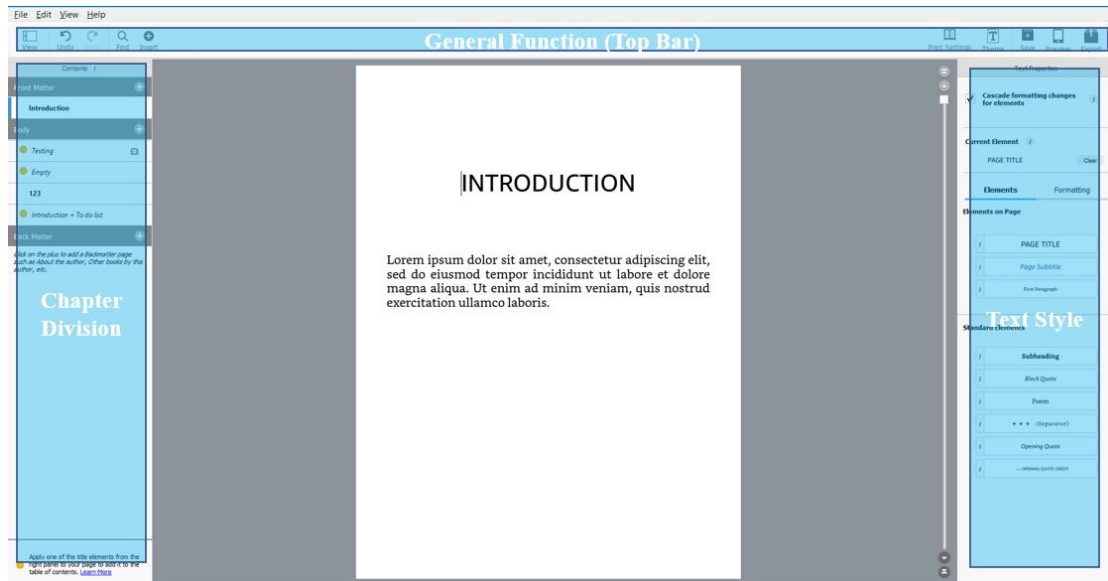 File Edit View Help
View Undo Redo Find Insert
General Function (Top Bar)
Print Settings Theme Save Preview Export
Contents i
Front Matter
Introduction
Body
Testing
Empty
123
Introduction + To do list
Back Matter
Click on the plus to add a Backmatter page
such as About the author, Other books by this
author, etc.
Chapter
Division
Apply one of the title elements from the
right panel to your page to add it to the
table of contents. Learn More
INTRODUCTION
Lorem ipsum dolor sit amet, consectetur adipiscing elit,
sed do eiusmod tempor incididunt ut labore et dolore
magna aliqua. Ut enim ad minim veniam, quis nostrud
exercitation ullamco laboris.
Text Properties
Cascade formatting changes
for elements
Current Element i
PAGE TITLE Clear
Elements Formatting
Elements on Page
PAGE TITLE
Page Subtitle
First Paragraph
Text Style
Standard Elements
Subheading
Block Quote
Poem
* * * (Separator)
Opening Quote
— OPENING QUOTE CREDIT